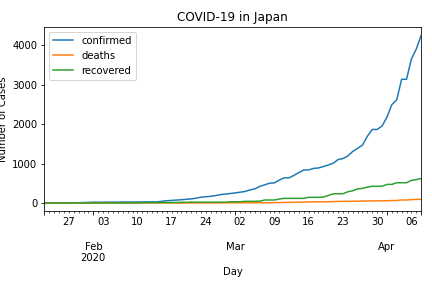 COVID-19 in Japan
confirmed
deaths
recovered
Number of Cases
4000
3000
2000
1000
0
27 03 10 17 24 02 09 16 23 30 06
Feb Mar Apr
2020
Day